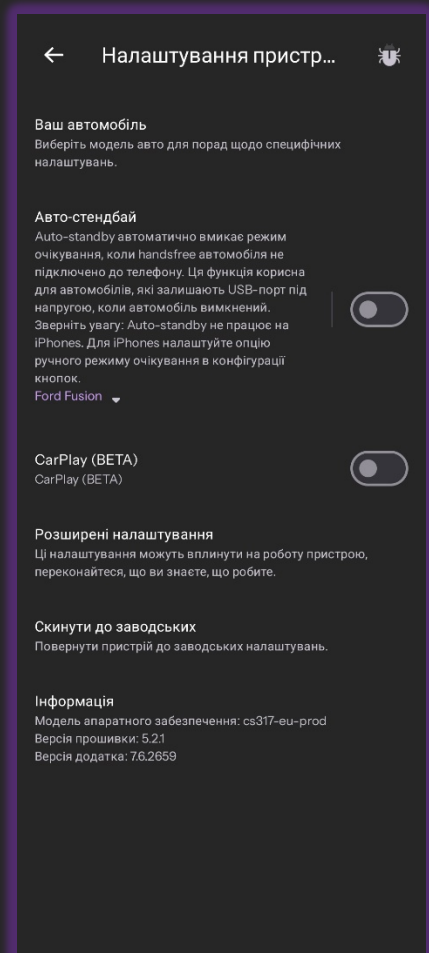 Налаштування пристр...
Ваш автомобіль
Виберіть модель авто для порад щодо специфічних
налаштувань.
Авто-стендбай
Auto-standby автоматично вмикає режим
очікування, коли handsfree автомобіля не
підключено до телефону. Ця функція корисна
для автомобілів, які залишають USB-порт під
напругою, коли автомобіль вимкнений.
Зверніть увагу: Auto-standby не працює на
iPhones. Для iPhones налаштуйте опцію
ручного режиму очікування в конфігурації
кнопок.
Ford Fusion
CarPlay (BETA)
CarPlay (BETA)
Розширені налаштування
Ці налаштування можуть вплинути на роботу пристрою,
переконайтеся, що ви знаєте, що робите.
Скинути до заводських
Повернути пристрій до заводських налаштувань.
Інформація
Модель апаратного забезпечення: cs317-eu-prod
Версія прошивки: 5.2.1
Версія додатка: 7.6.2659